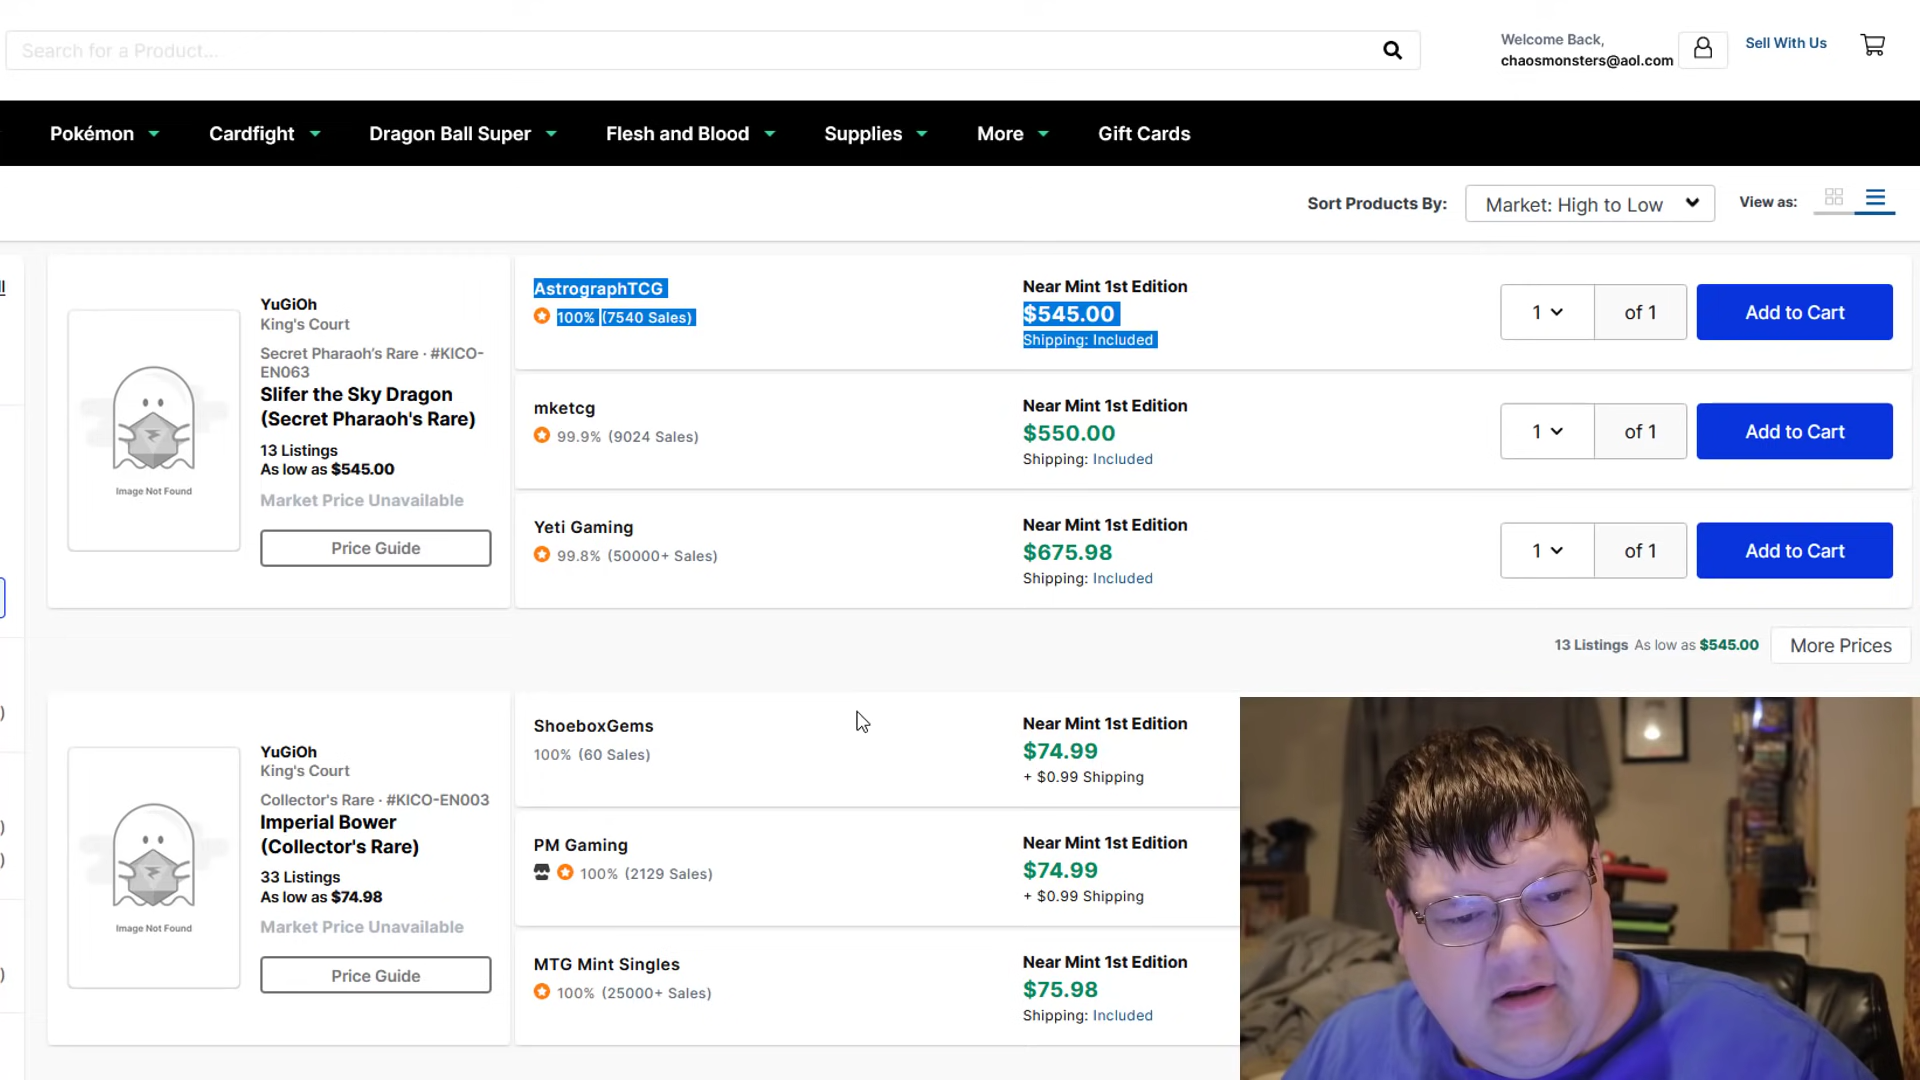 Search for a Product...
Welcome Back,
chaosmonsters@aol.com
Sell With Us
Pokémon
Cardfight
Dragon Ball Super
Flesh and Blood
Supplies
More
Gift Cards
Sort Products By:
Market: High to Low
View as:
Image Not Found
YuGiOh
King's Court
Secret Pharaoh's Rare · #KICO-
EN063
Slifer the Sky Dragon
(Secret Pharaoh's Rare)
13 Listings
As low as $545.00
Market Price Unavailable
Price Guide
AstrographTCG
100% (7540 Sales)
Near Mint 1st Edition
$545.00
Shipping: Included
1
of 1
Add to Cart
mketcg
99.9% (9024 Sales)
Near Mint 1st Edition
$550.00
Shipping: Included
1
of 1
Add to Cart
Yeti Gaming
99.8% (50000+ Sales)
Near Mint 1st Edition
$675.98
Shipping: Included
1
of 1
Add to Cart
13 Listings As low as $545.00
More Prices
Image Not Found
YuGiOh
King's Court
Collector's Rare · #KICO-EN003
Imperial Bower
(Collector's Rare)
33 Listings
As low as $74.98
Market Price Unavailable
Price Guide
ShoeboxGems
100% (60 Sales)
Near Mint 1st Edition
$74.99
+ $0.99 Shipping
PM Gaming
100% (2129 Sales)
Near Mint 1st Edition
$74.99
+ $0.99 Shipping
MTG Mint Singles
100% (25000+ Sales)
Near Mint 1st Edition
$75.98
Shipping: Included